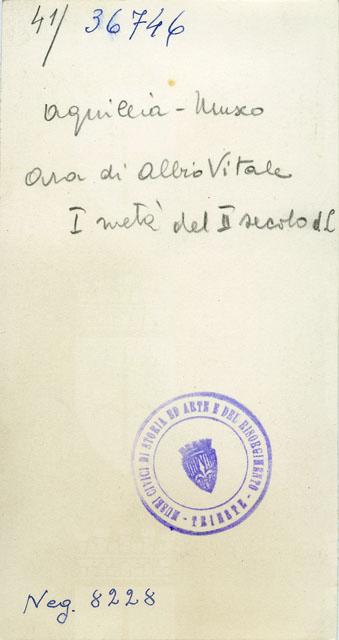 41/ 36746
Aquileia - Museo
Ara di Albio Vitale
I metà del II secolo d.
MUSEI CIVICI DI STORIA ED ARTE E DEL RISORGIMENTO
- TRIESTE -
Neg. 8228